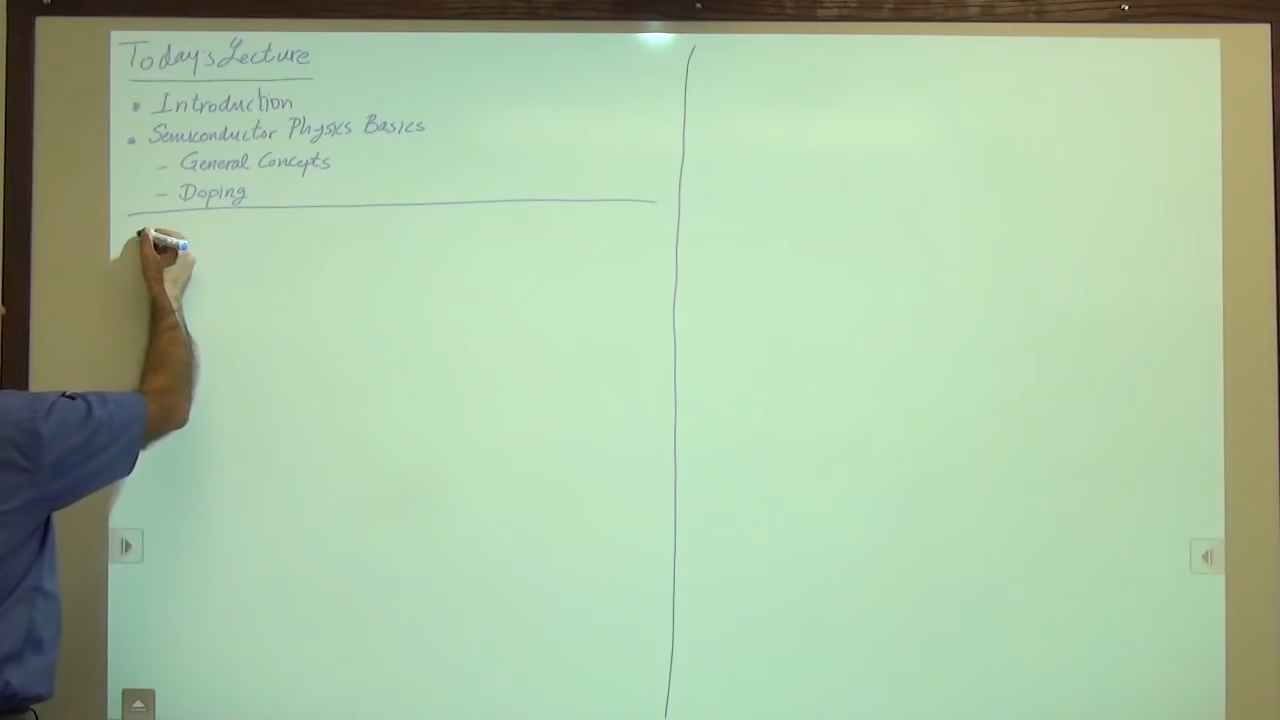 Today's Lecture
• Introduction
• Semiconductor Physics Basics
– General Concepts
– Doping